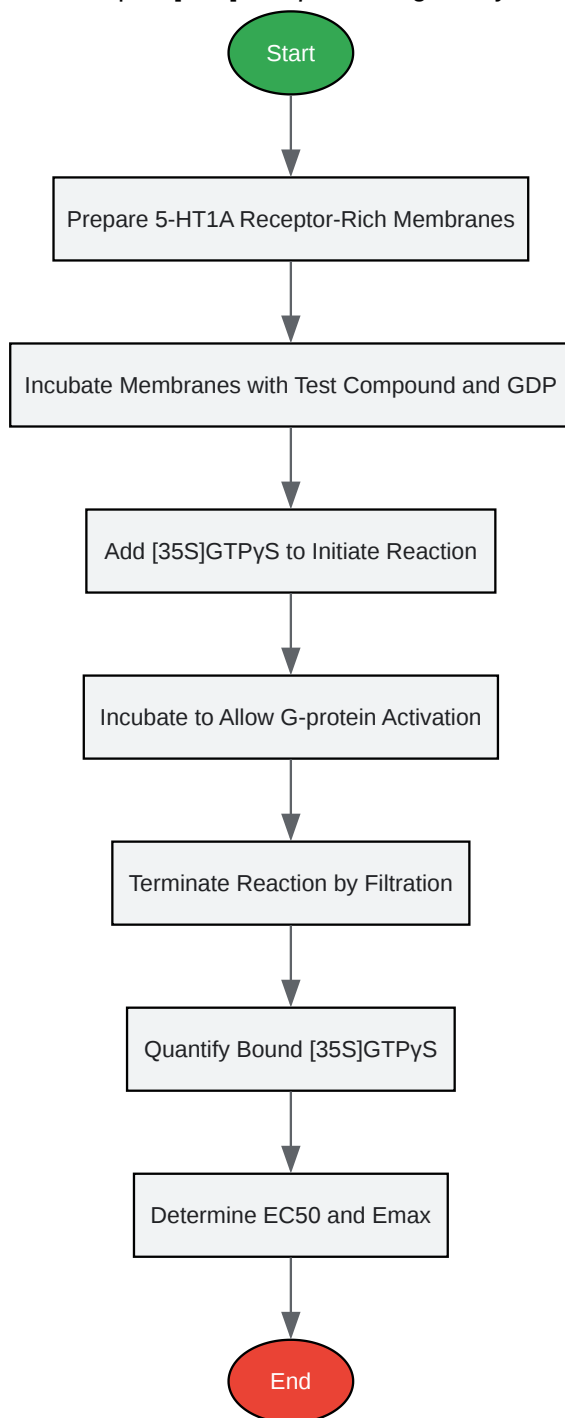 Start
Prepare 5-HT1A Receptor-Rich Membranes
Incubate Membranes with Test Compound and GDP
Add [35S]GTPγS to Initiate Reaction
Incubate to Allow G-protein Activation
Terminate Reaction by Filtration
Quantify Bound [35S]GTPγS
Determine EC50 and Emax
End